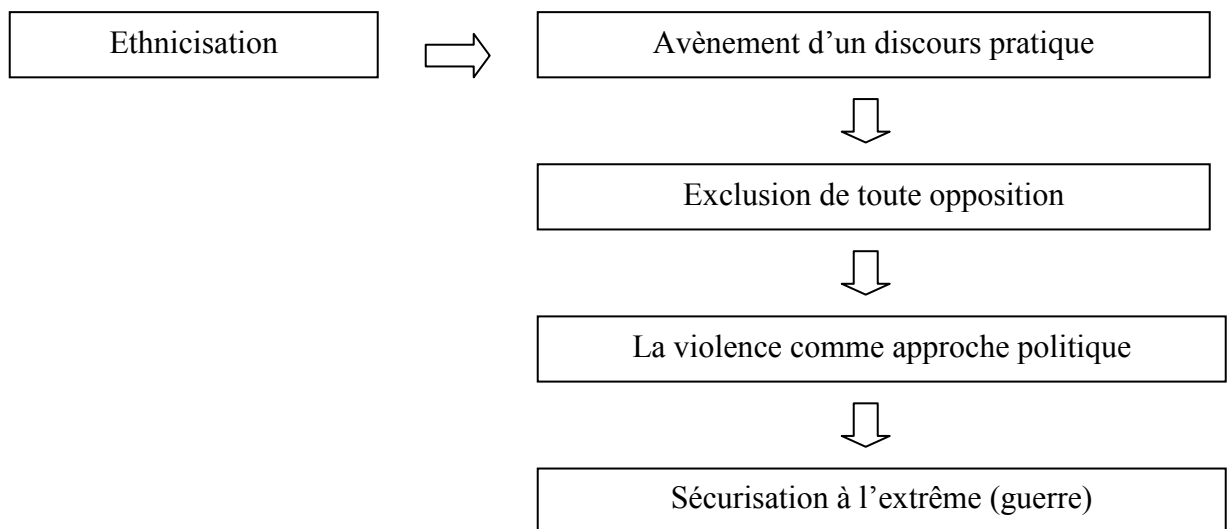 Ethnicisation
Avènement d’un discours pratique
Exclusion de toute opposition
La violence comme approche politique
Sécurisation à l’extrême (guerre)